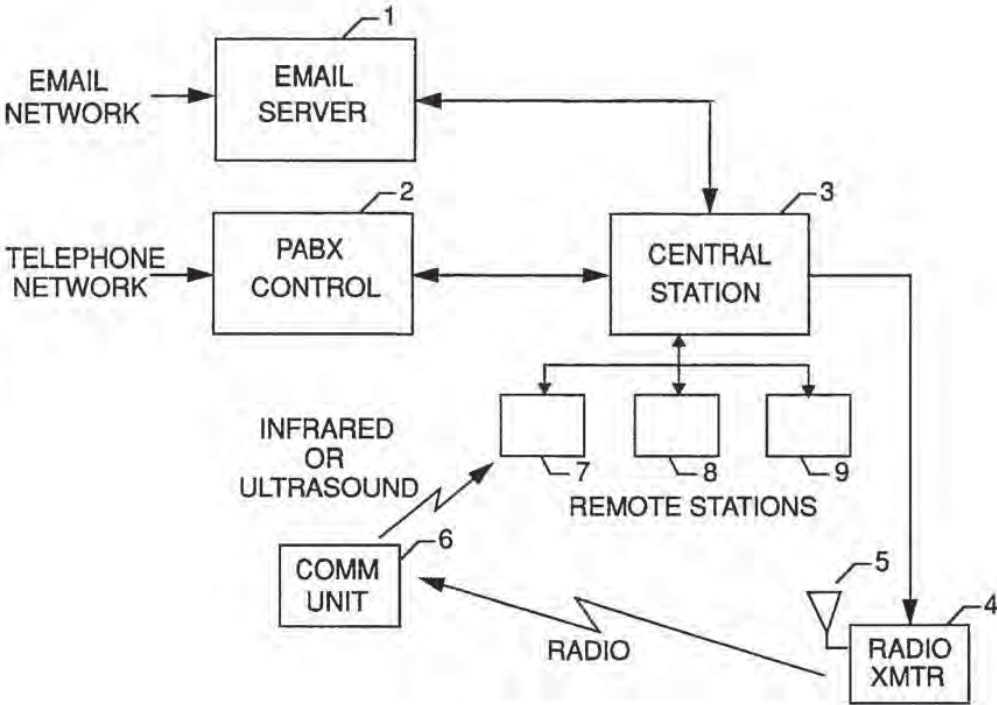 1
EMAIL
NETWORK
EMAIL
SERVER
2
TELEPHONE
NETWORK
PABX
CONTROL
3
CENTRAL
STATION
7
8
9
REMOTE STATIONS
INFRARED
OR
ULTRASOUND
6
COMM
UNIT
RADIO
5
4
RADIO
XMTR